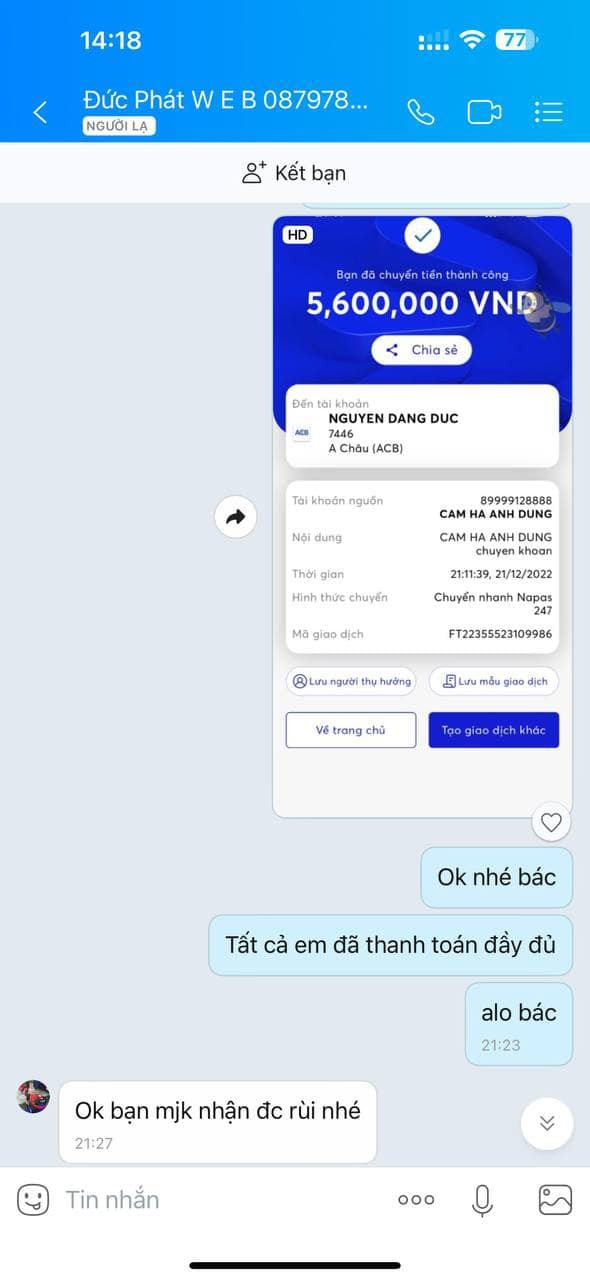 14:18
77
Đức Phát W E B 087978...
NGƯỜI LẠ
Kết bạn
HD
Bạn đã chuyển tiền thành công
5,600,000 VND
Chia sẻ
Đến tài khoản
NGUYEN DANG DUC
ACB
7446
A Châu (ACB)
Tài khoản nguồn
89999128888
CAM HA ANH DUNG
Nội dung
CAM HA ANH DUNG
chuyen khoan
Thời gian
21:11:39, 21/12/2022
Hình thức chuyển
Chuyển nhanh Napas
247
Mã giao dịch
FT22355523109986
Lưu người thụ hưởng
Lưu mẫu giao dịch
Về trang chủ
Tạo giao dịch khác
Ok nhé bác
Tất cả em đã thanh toán đầy đủ
alo bác
21:23
Ok bạn mjk nhận đc rùi nhé
21:27
Tin nhắn